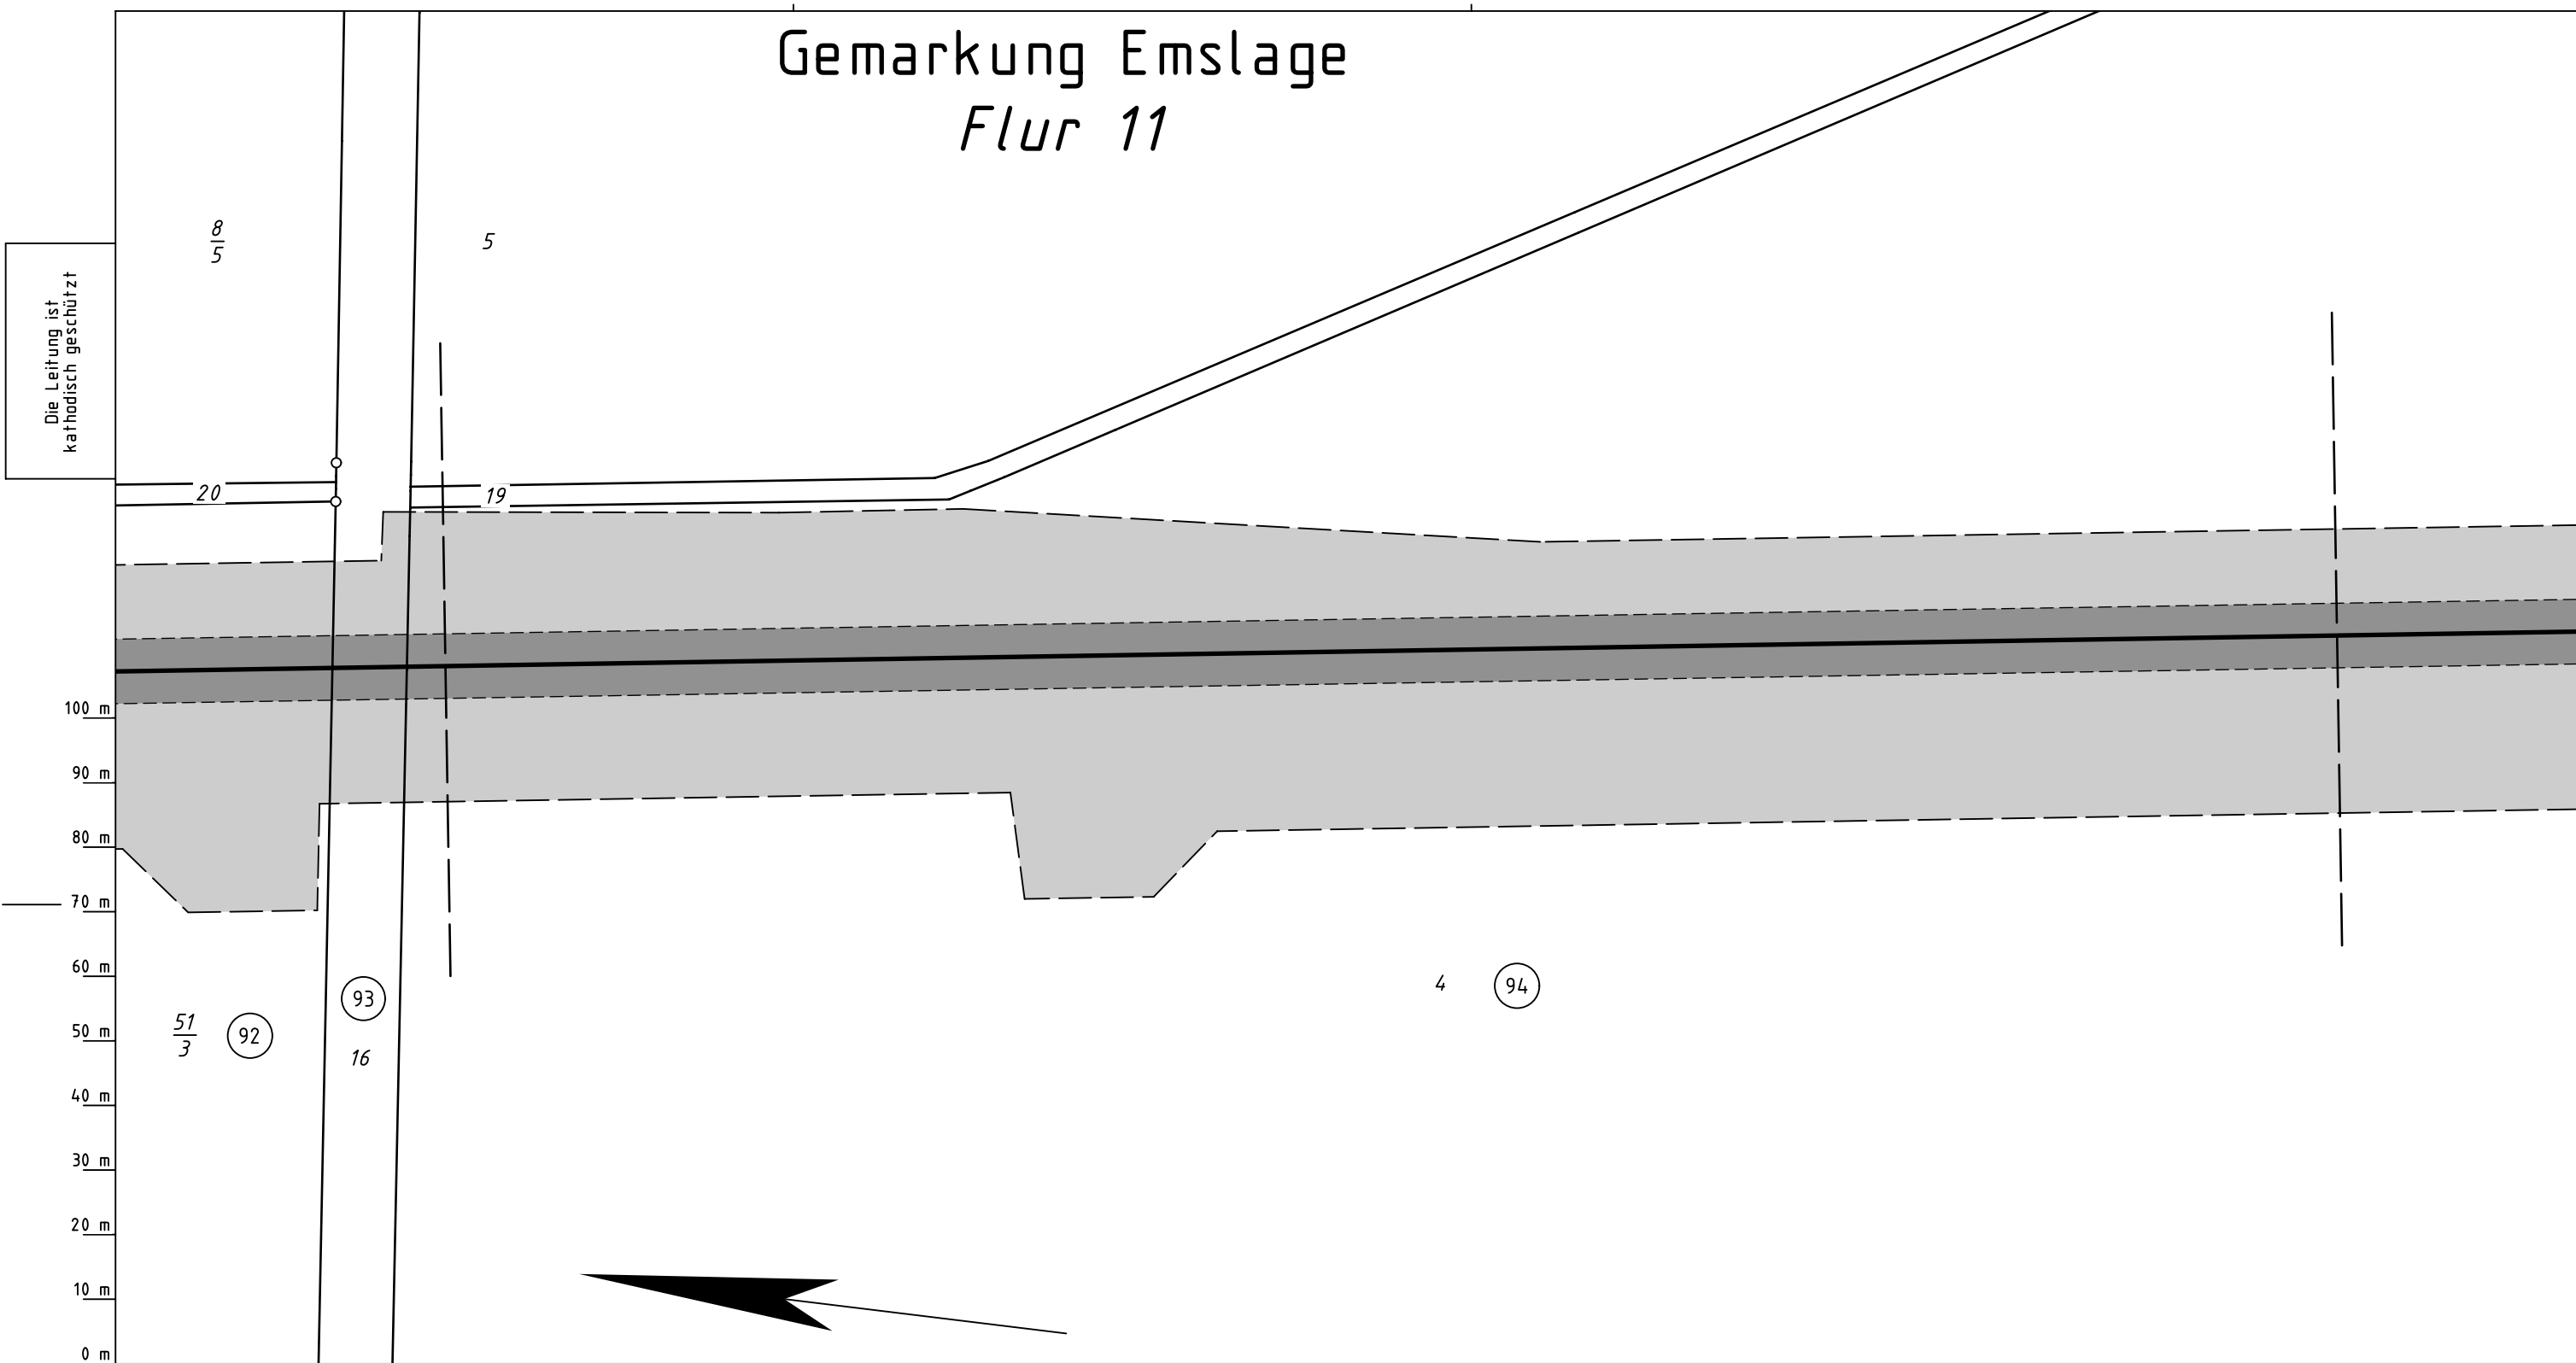 Gemarkung Emslage
Flur 11
8
5
5
Die Leitung ist
kathodisch geschützt
20
19
100 m
90 m
80 m
70 m
60 m
50 m
40 m
30 m
20 m
10 m
0 m
93
4
94
51
3
92
16